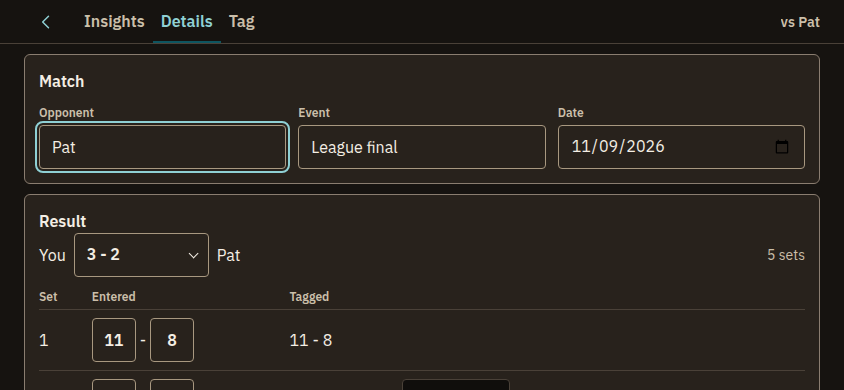 Insights Details Tag vs Pat
Match
Opponent Event Date
Pat League final 11/09/2026
Result
You 3 - 2 Pat 5 sets
Set Entered Tagged
1 11 - 8 11 - 8